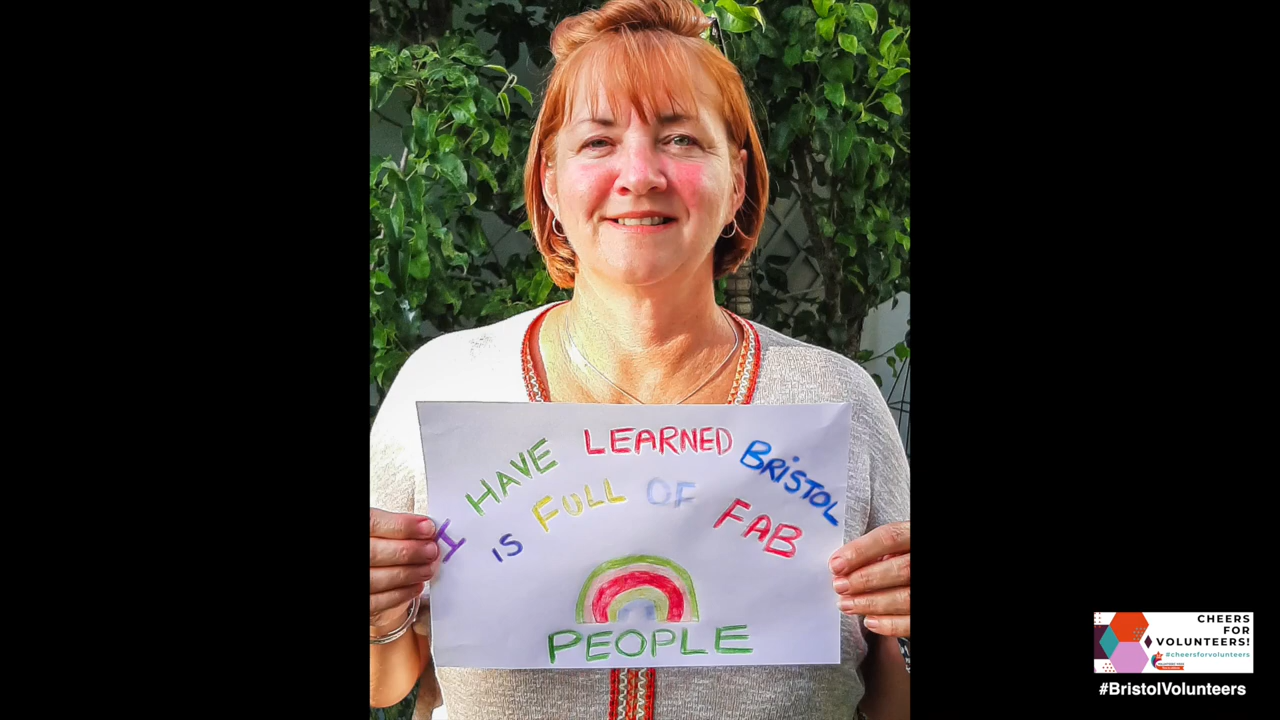 I HAVE LEARNED BRISTOL
IS FULL OF FAB
PEOPLE
CHEERS
FOR
VOLUNTEERS!
#cheersforvolunteers
#BristolVolunteers